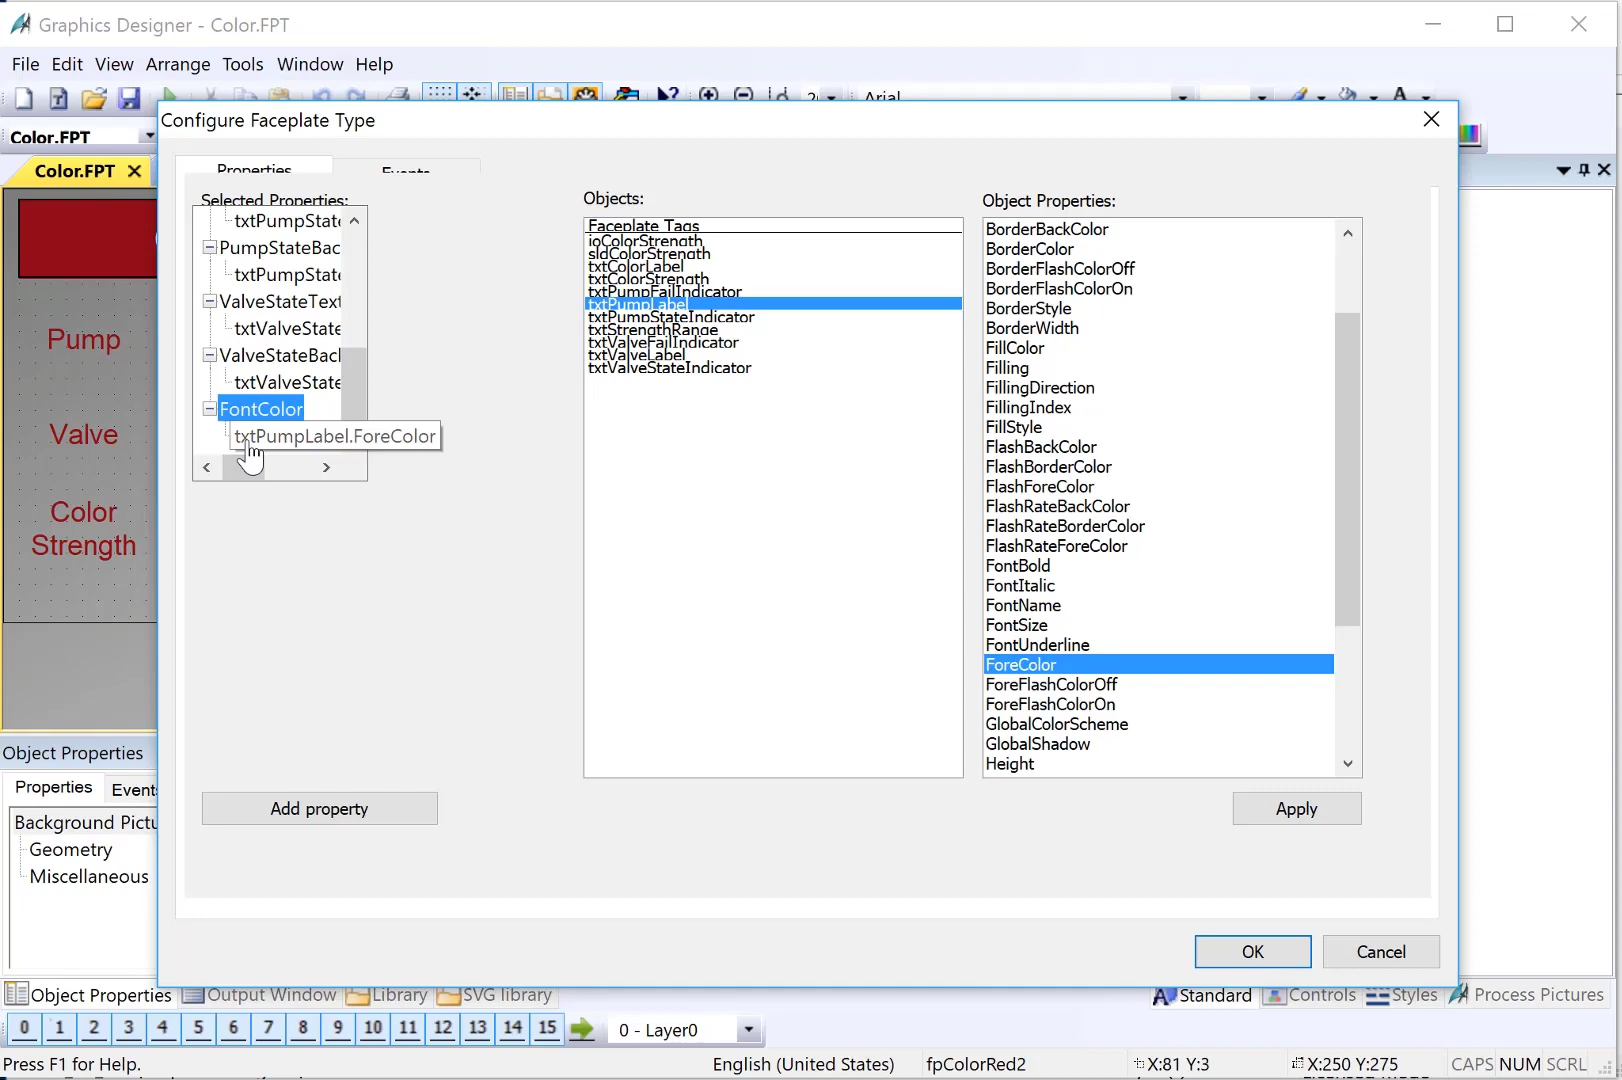 Graphics Designer - Color.FPT
File Edit View Arrange Tools Window Help
Arial
Color.FPT
Configure Faceplate Type
Color.FPT
Properties Events
Selected Properties:
txtPumpState
PumpStateBac
txtPumpState
ValveStateText
txtValveState
ValveStateBacl
txtValveState
FontColor
txtPumpLabel.ForeColor
Objects:
Faceplate Tags
ioColorStrength
sldColorStrength
txtColorLabel
txtColorStrength
txtPumpFailIndicator
txtPumpLabel
txtPumpStateIndicator
txtStrengthRange
txtValveFailIndicator
txtValveLabel
txtValveStateIndicator
Object Properties:
BorderBackColor
BorderColor
BorderFlashColorOff
BorderFlashColorOn
BorderStyle
BorderWidth
FillColor
Filling
FillingDirection
FillingIndex
FillStyle
FlashBackColor
FlashBorderColor
FlashForeColor
FlashRateBackColor
FlashRateBorderColor
FlashRateForeColor
FontBold
FontItalic
FontName
FontSize
FontUnderline
ForeColor
ForeFlashColorOff
ForeFlashColorOn
GlobalColorScheme
GlobalShadow
Height
Pump
Valve
Color
Strength
Add property
Apply
OK
Cancel
Object Properties
Properties Events
Background Pictu
Geometry
Miscellaneous
Object Properties Output Window Library SVG library
Standard Controls Styles Process Pictures
0 1 2 3 4 5 6 7 8 9 10 11 12 13 14 15 0 - Layer0
Press F1 for Help. English (United States) fpColorRed2 X:81 Y:3 X:250 Y:275 CAPS NUM SCRL